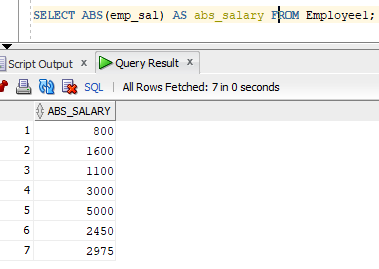 SELECT ABS(emp_sal) AS abs_salary FROM Employee1;
Script Output x Query Result x
SQL | All Rows Fetched: 7 in 0 seconds
ABS_SALARY
1 800
2 1600
3 1100
4 3000
5 5000
6 2450
7 2975